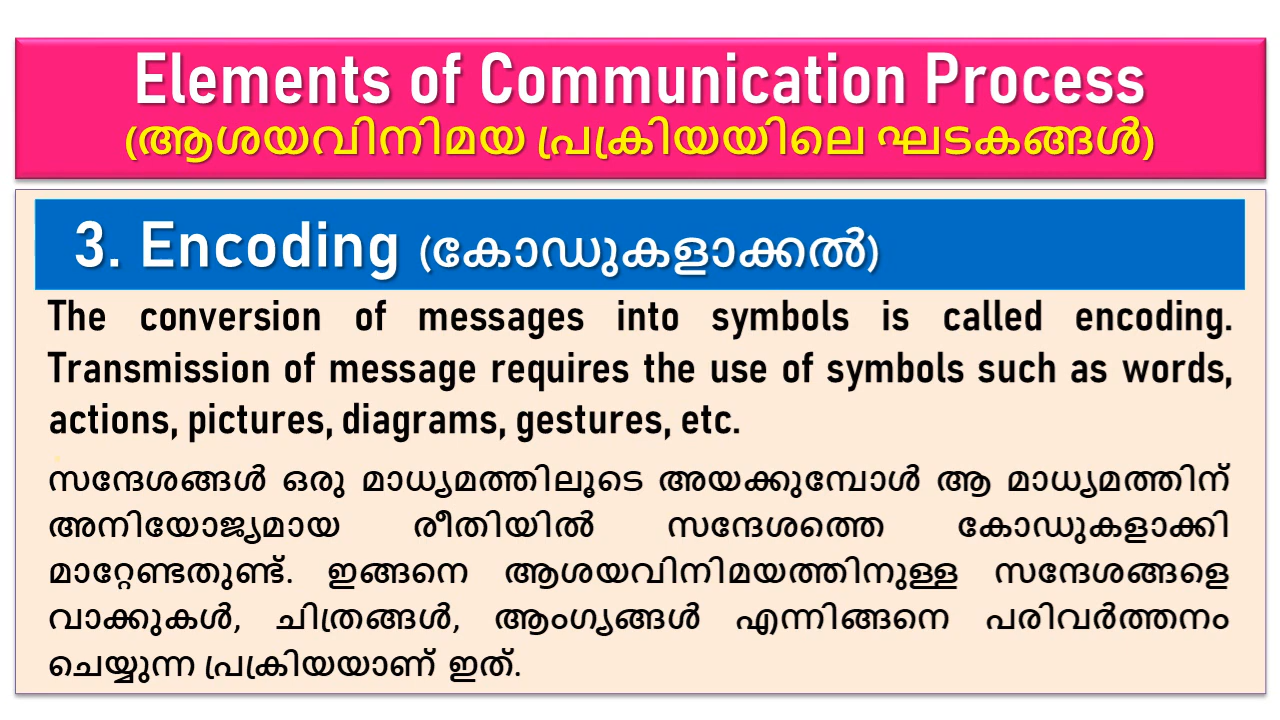 Elements of Communication Process
(ആശയവിനിമയ പ്രക്രിയയിലെ ഘടകങ്ങൾ)
3. Encoding (കോഡുകളാക്കൽ)
The conversion of messages into symbols is called encoding.
Transmission of message requires the use of symbols such as words,
actions, pictures, diagrams, gestures, etc.
സന്ദേശങ്ങൾ ഒരു മാധ്യമത്തിലൂടെ അയക്കുമ്പോൾ ആ മാധ്യമത്തിന്
അനിയോജ്യമായ രീതിയിൽ സന്ദേശത്തെ കോഡുകളാക്കി
മാറ്റേണ്ടതുണ്ട്. ഇങ്ങനെ ആശയവിനിമയത്തിനുള്ള സന്ദേശങ്ങളെ
വാക്കുകൾ, ചിത്രങ്ങൾ, ആംഗ്യങ്ങൾ എന്നിങ്ങനെ പരിവർത്തനം
ചെയ്യുന്ന പ്രക്രിയയാണ് ഇത്.